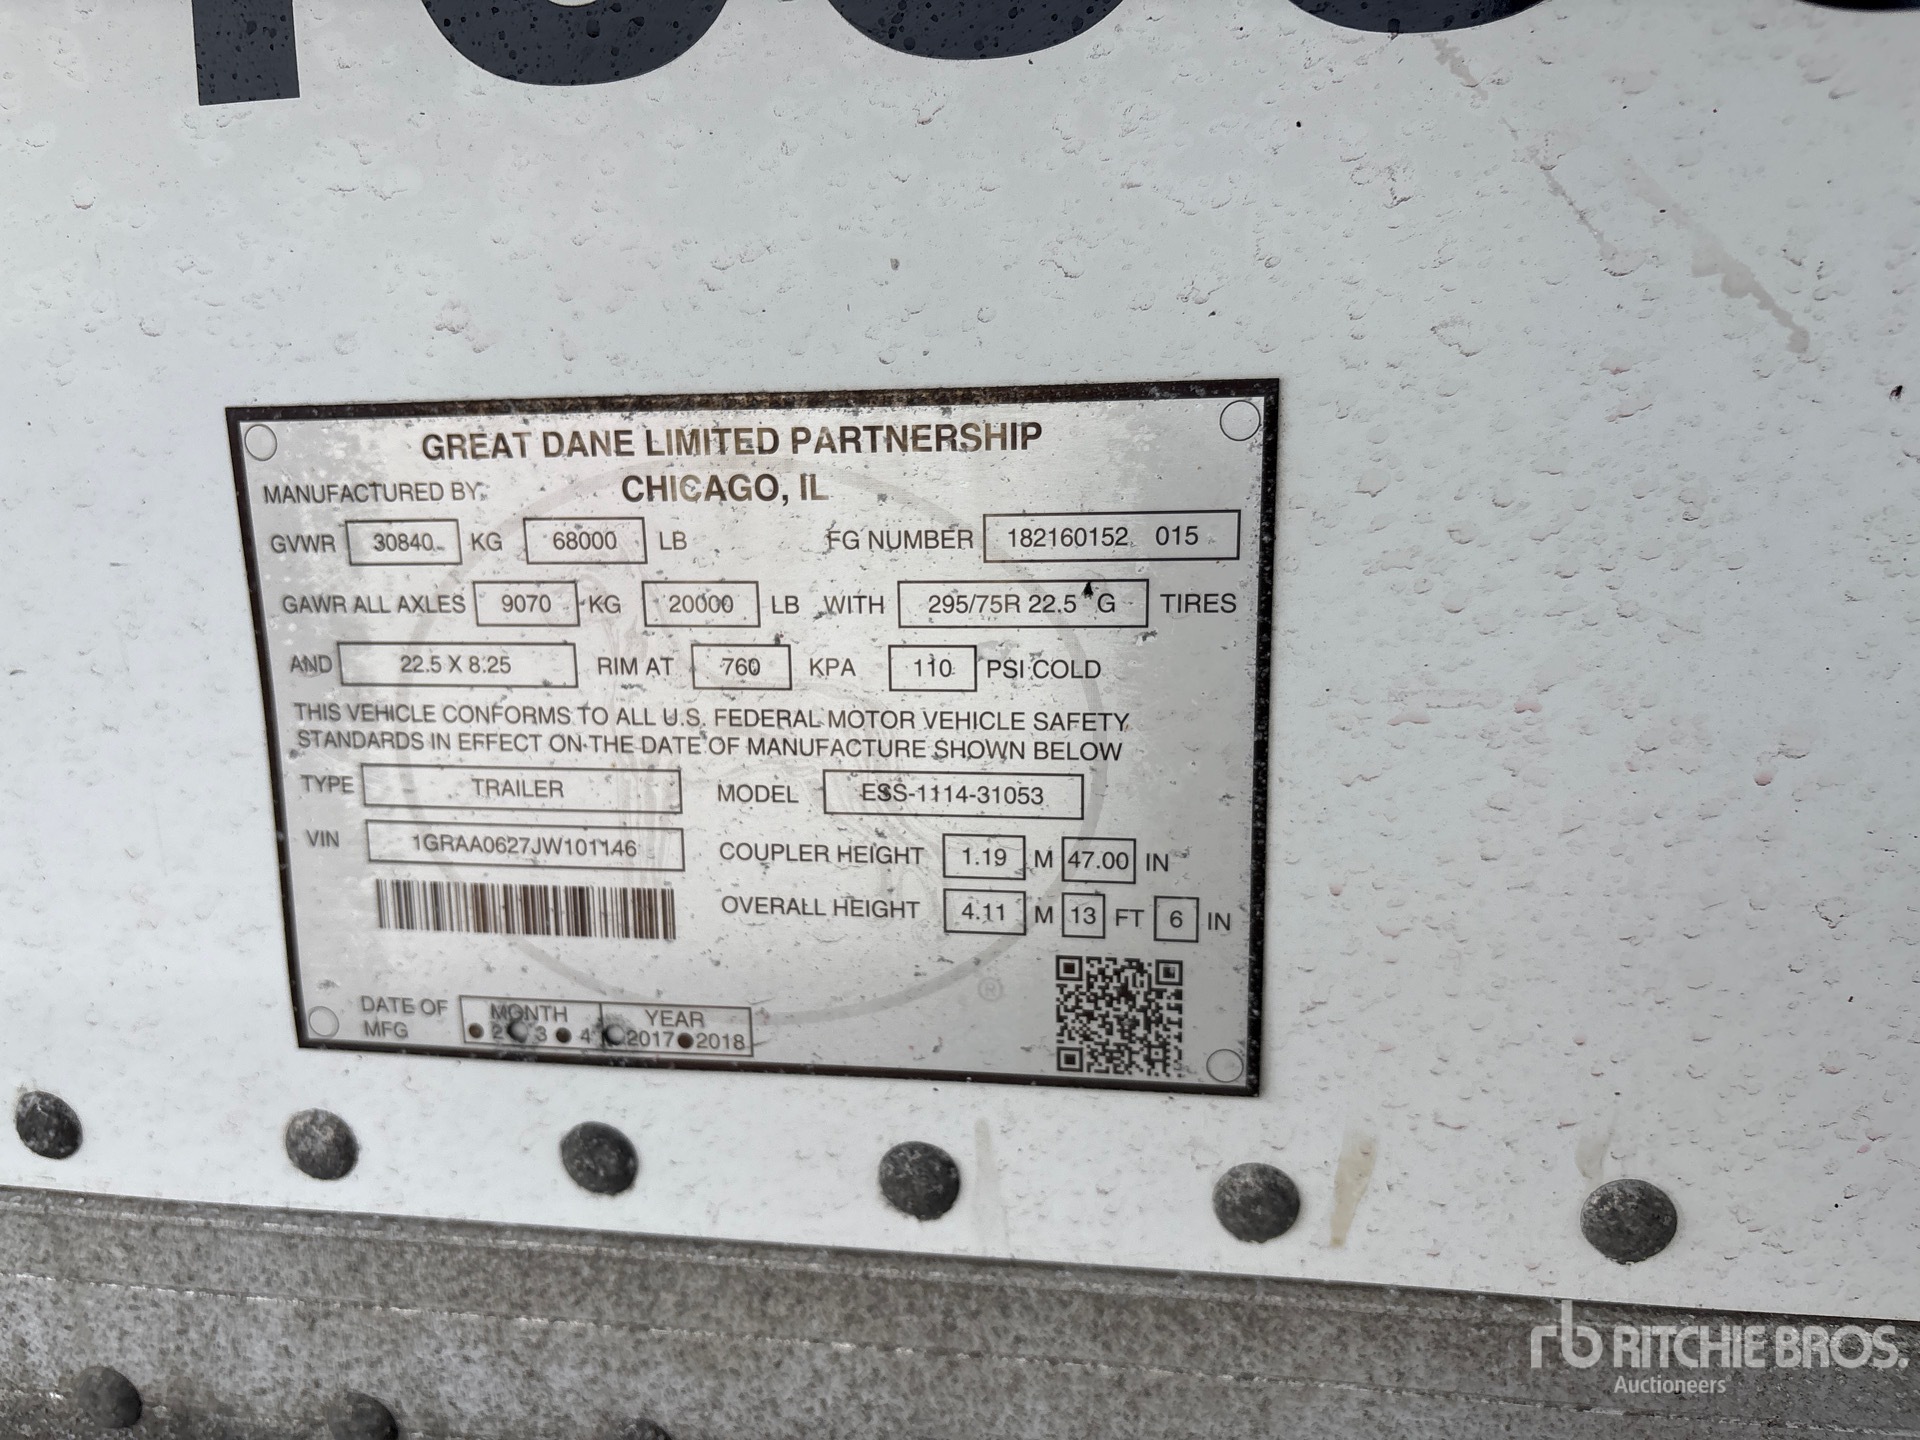 GREAT DANE LIMITED PARTNERSHIP
MANUFACTURED BY: CHICAGO, IL
GVWR 30840 KG 68000 LB FG NUMBER 182160152 015
GAWR ALL AXLES 9070 KG 20000 LB WITH 295/75R 22.5 G TIRES
AND 22.5 X 8.25 RIM AT 760 KPA 110 PSI COLD
THIS VEHICLE CONFORMS TO ALL U.S. FEDERAL MOTOR VEHICLE SAFETY
STANDARDS IN EFFECT ON THE DATE OF MANUFACTURE SHOWN BELOW
TYPE TRAILER MODEL ESS-1114-31053
VIN 1GRAA0627JW101146 COUPLER HEIGHT 1.19 M 47.00 IN
OVERALL HEIGHT 4.11 M 13 FT 6 IN
®
DATE OF MFG MONTH YEAR
2 3 4 2017 2018
rb RITCHIE BROS.
Auctioneers